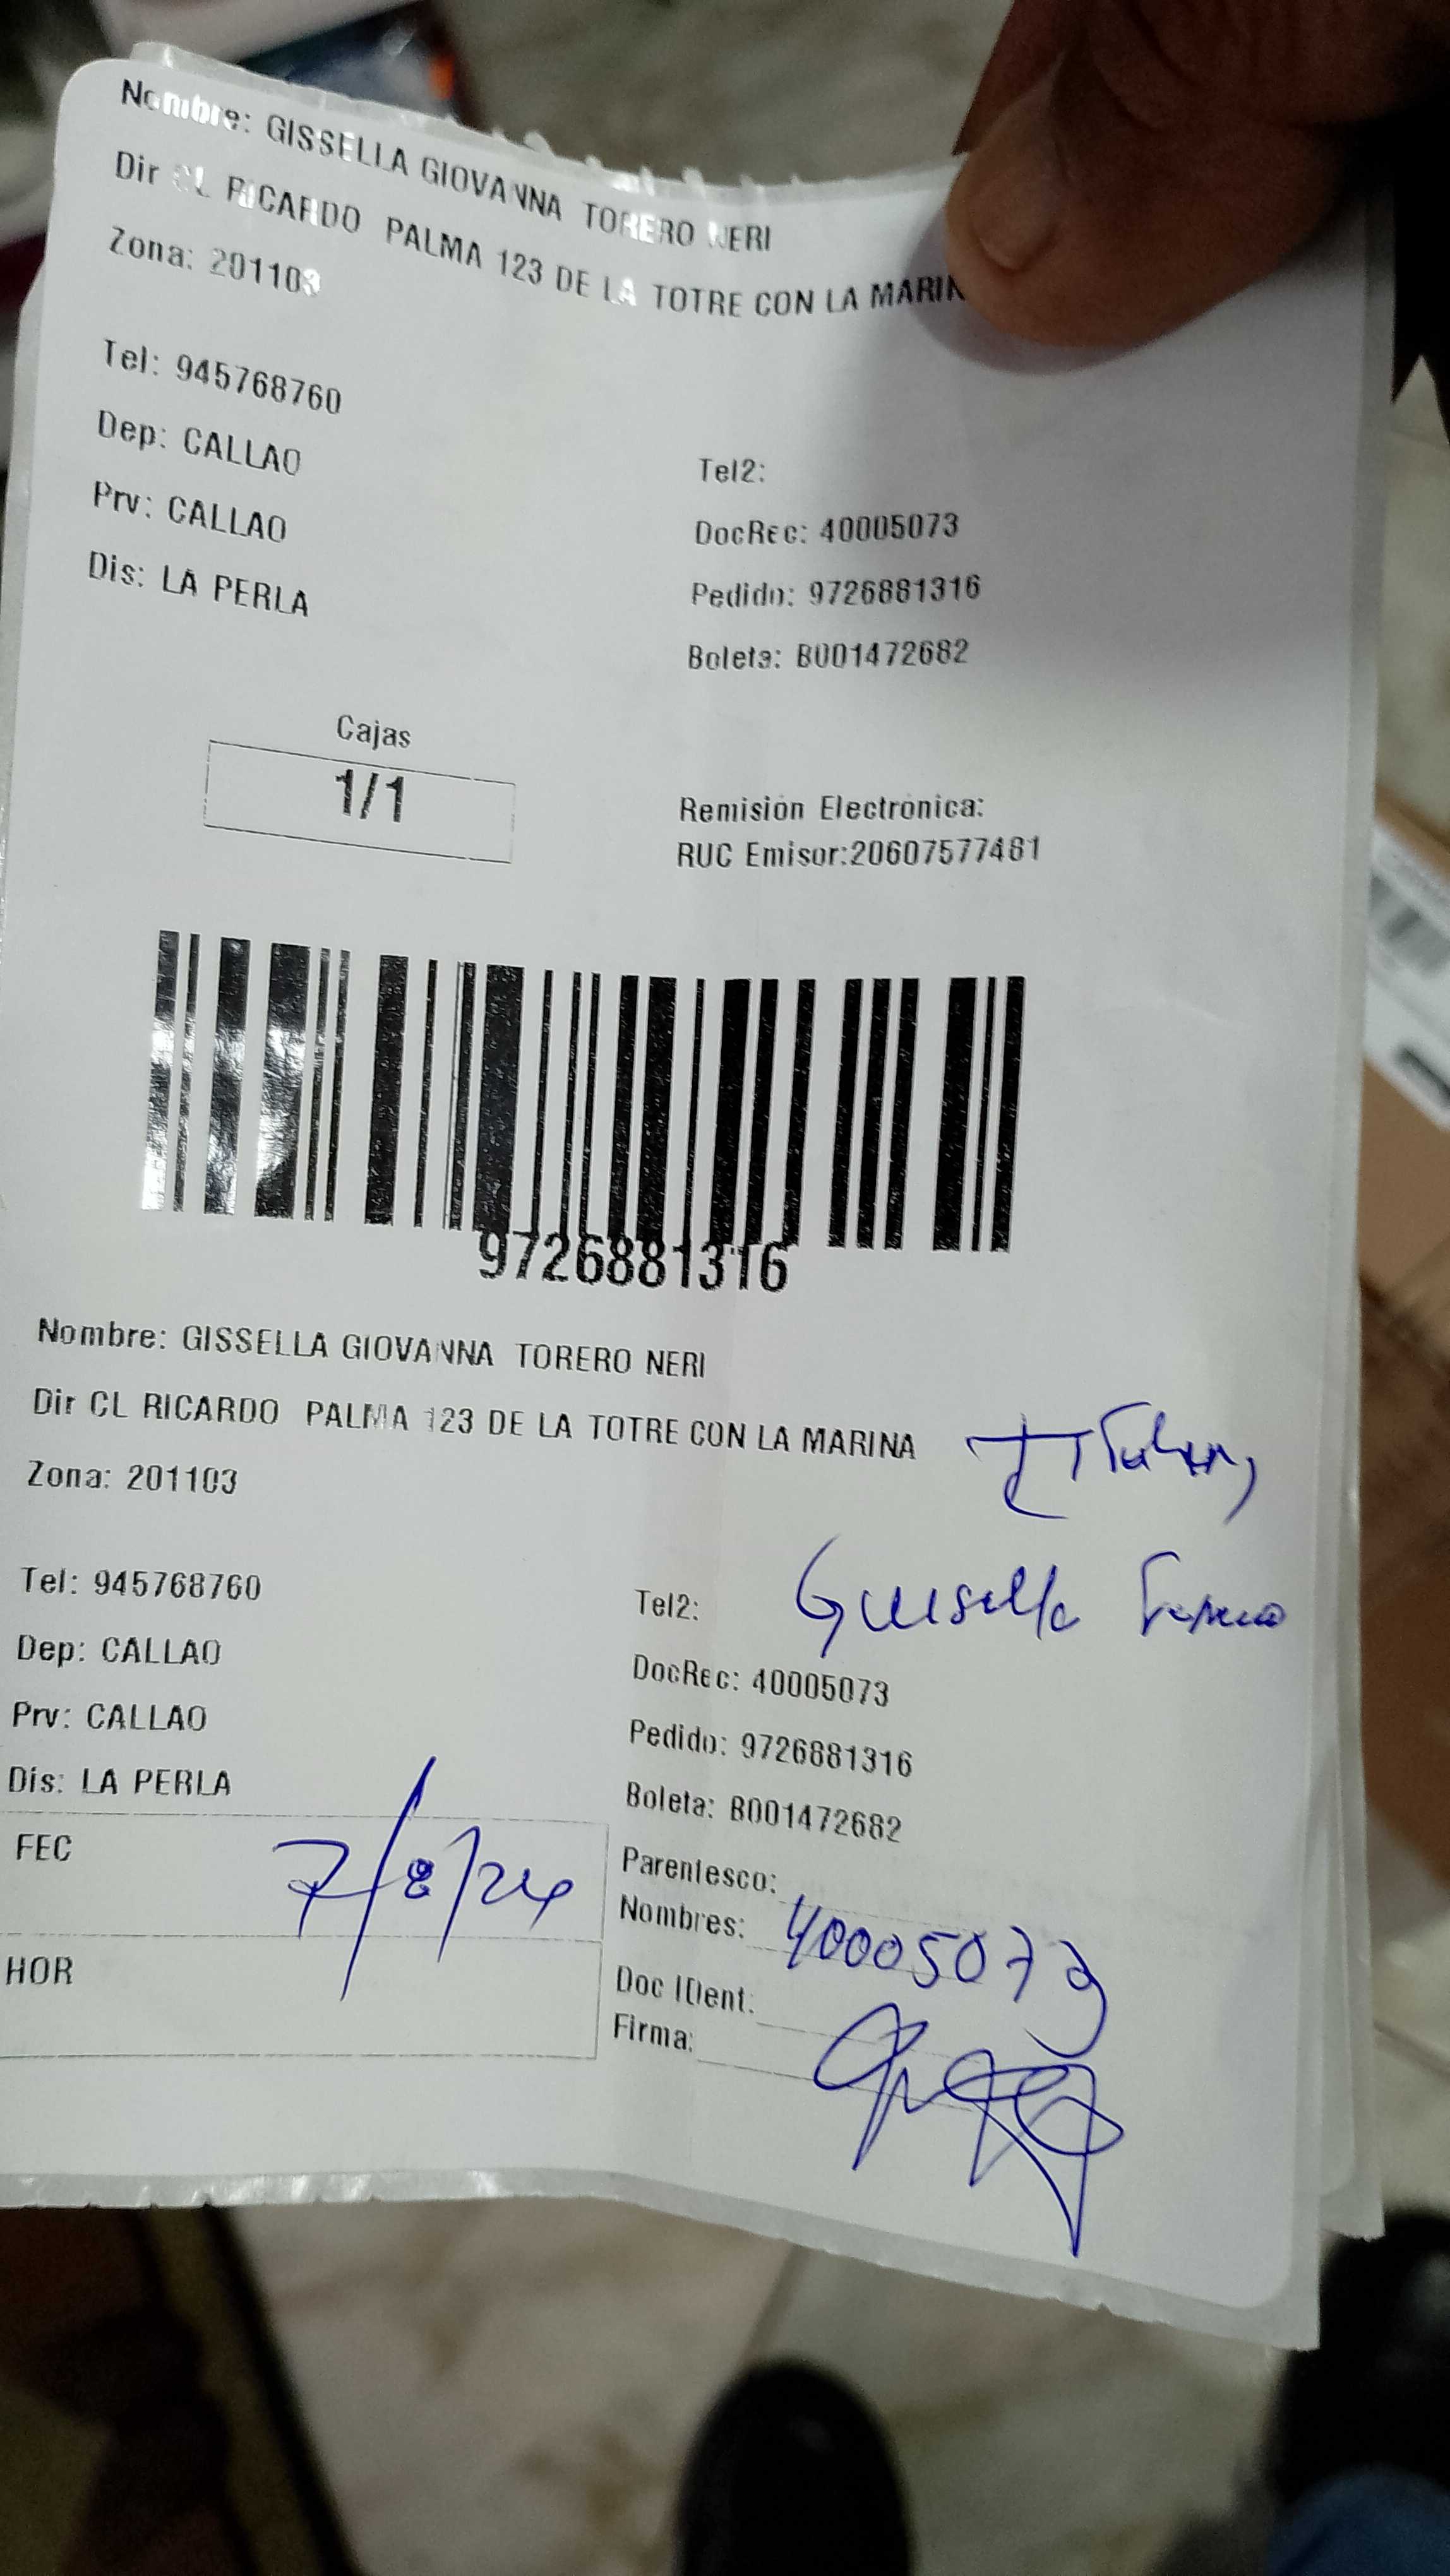 Nombre: GISSELLA GIOVANNA TORERO NERI
Dir CL RICARDO PALMA 123 DE LA TOTRE CON LA MARIN
Zona: 201103
Tel: 945768760
Dep: CALLAO
Prv: CALLAO
Dis: LA PERLA
Tel2:
DocRec: 40005073
Pedido: 9726881316
Boleta: B001472682
Cajas
1/1
Remisión Electrónica:
RUC Emisor:20607577481
9726881316
Nombre: GISSELLA GIOVANNA TORERO NERI
Dir CL RICARDO PALMA 123 DE LA TOTRE CON LA MARINA
Zona: 201103
Guisella Torero
Tel: 945768760
Dep: CALLAO
Prv: CALLAO
Dis: LA PERLA
Tel2:
DocRec: 40005073
Pedido: 9726881316
Boleta: B001472682
FEC 7/8/24
HOR
Parentesco:
Nombres: 40005073
Doc IDent:
Firma: